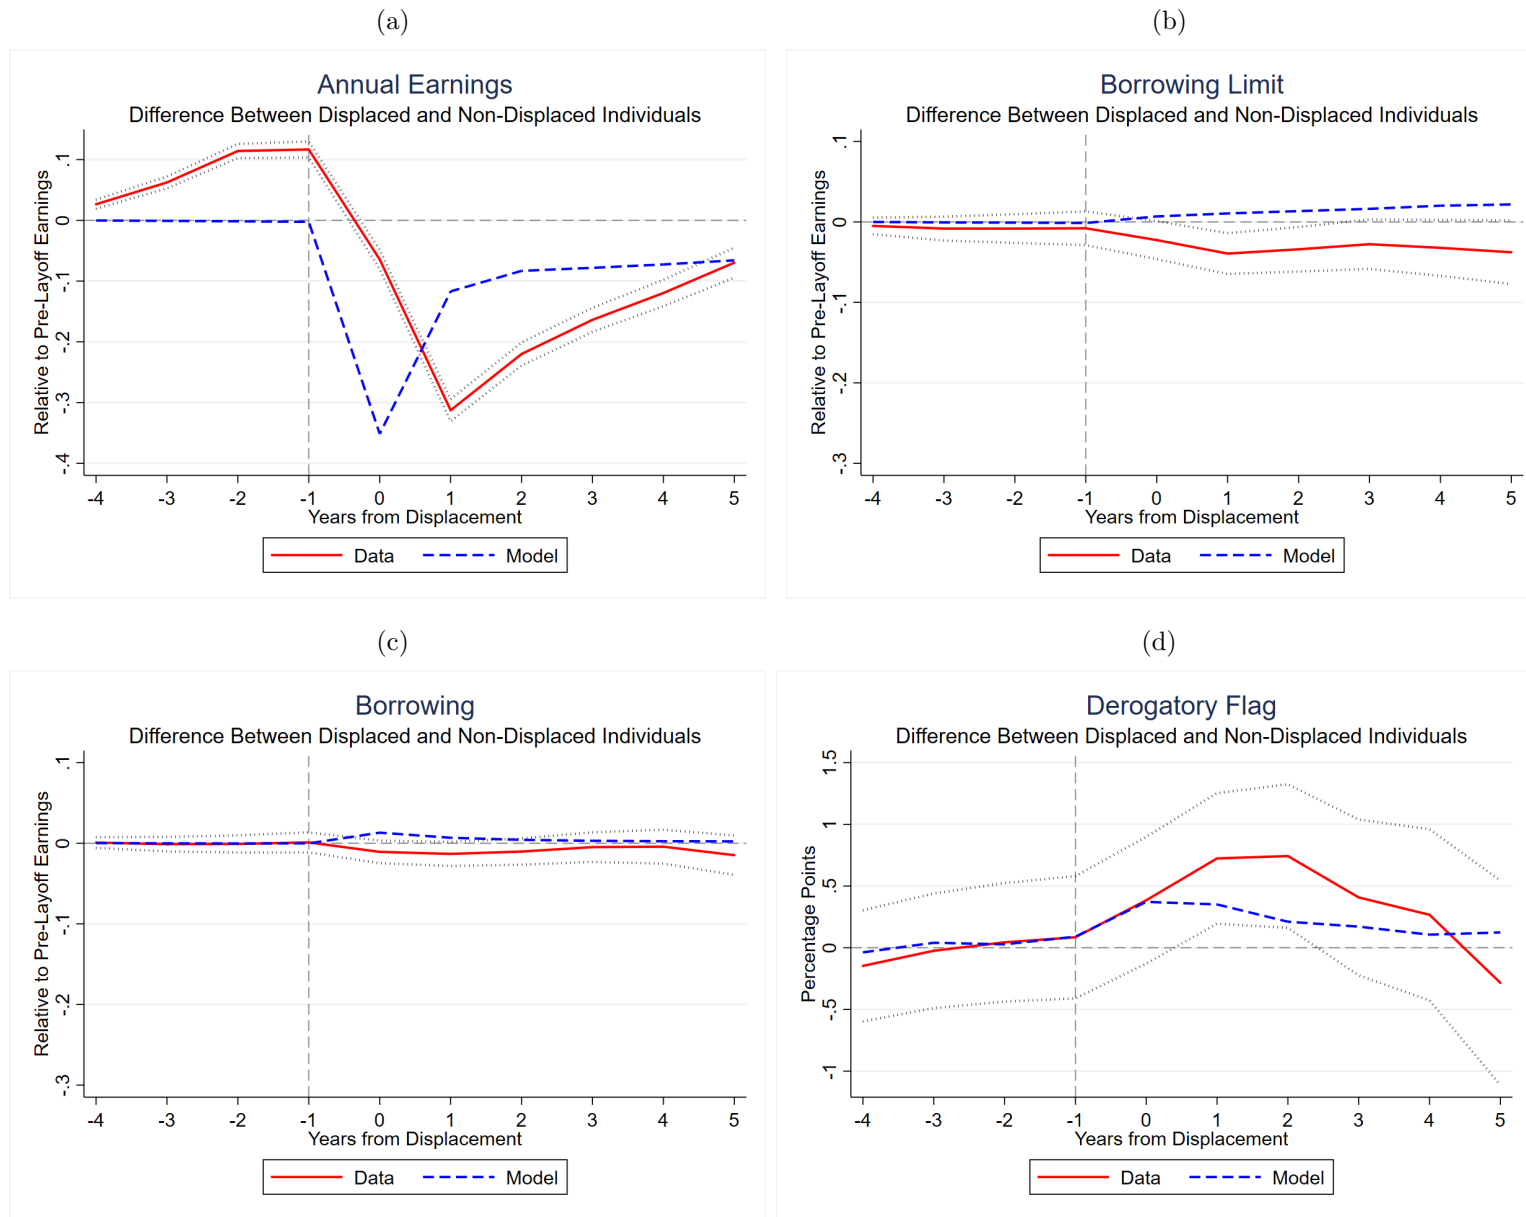 (a)
Annual Earnings
Difference Between Displaced and Non-Displaced Individuals
Relative to Pre-Layoff Earnings
.1
0
-.1
-.2
-.3
-.4
-4 -3 -2 -1 0 1 2 3 4 5
Years from Displacement
Data Model
(b)
Borrowing Limit
Difference Between Displaced and Non-Displaced Individuals
Relative to Pre-Layoff Earnings
.1
0
-.1
-.2
-.3
-4 -3 -2 -1 0 1 2 3 4 5
Years from Displacement
Data Model
(c)
Borrowing
Difference Between Displaced and Non-Displaced Individuals
Relative to Pre-Layoff Earnings
.1
0
-.1
-.2
-.3
-4 -3 -2 -1 0 1 2 3 4 5
Years from Displacement
Data Model
(d)
Derogatory Flag
Difference Between Displaced and Non-Displaced Individuals
Percentage Points
1.5
1
.5
0
-.5
-1
-4 -3 -2 -1 0 1 2 3 4 5
Years from Displacement
Data Model